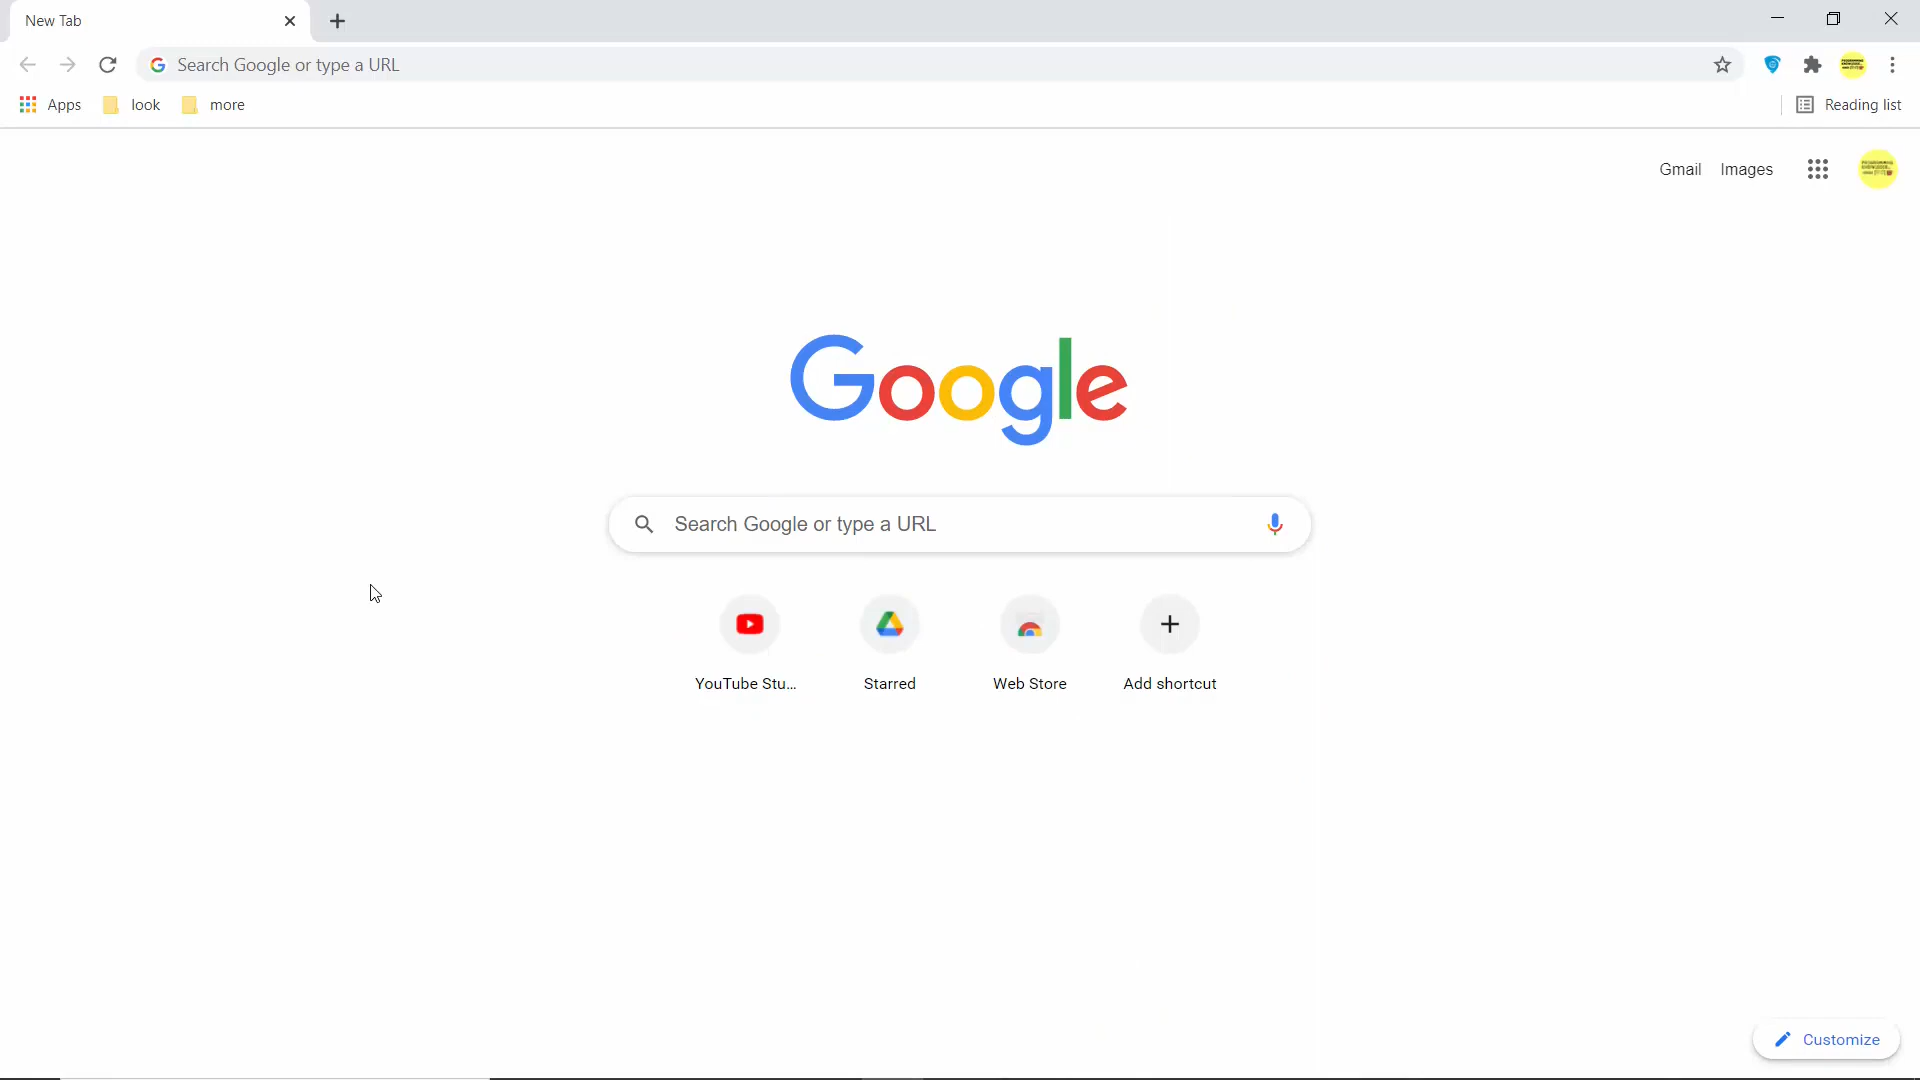 New Tab
Search Google or type a URL
Apps look more Reading list
Gmail Images
Google
Search Google or type a URL
YouTube Stu... Starred Web Store Add shortcut
Customize